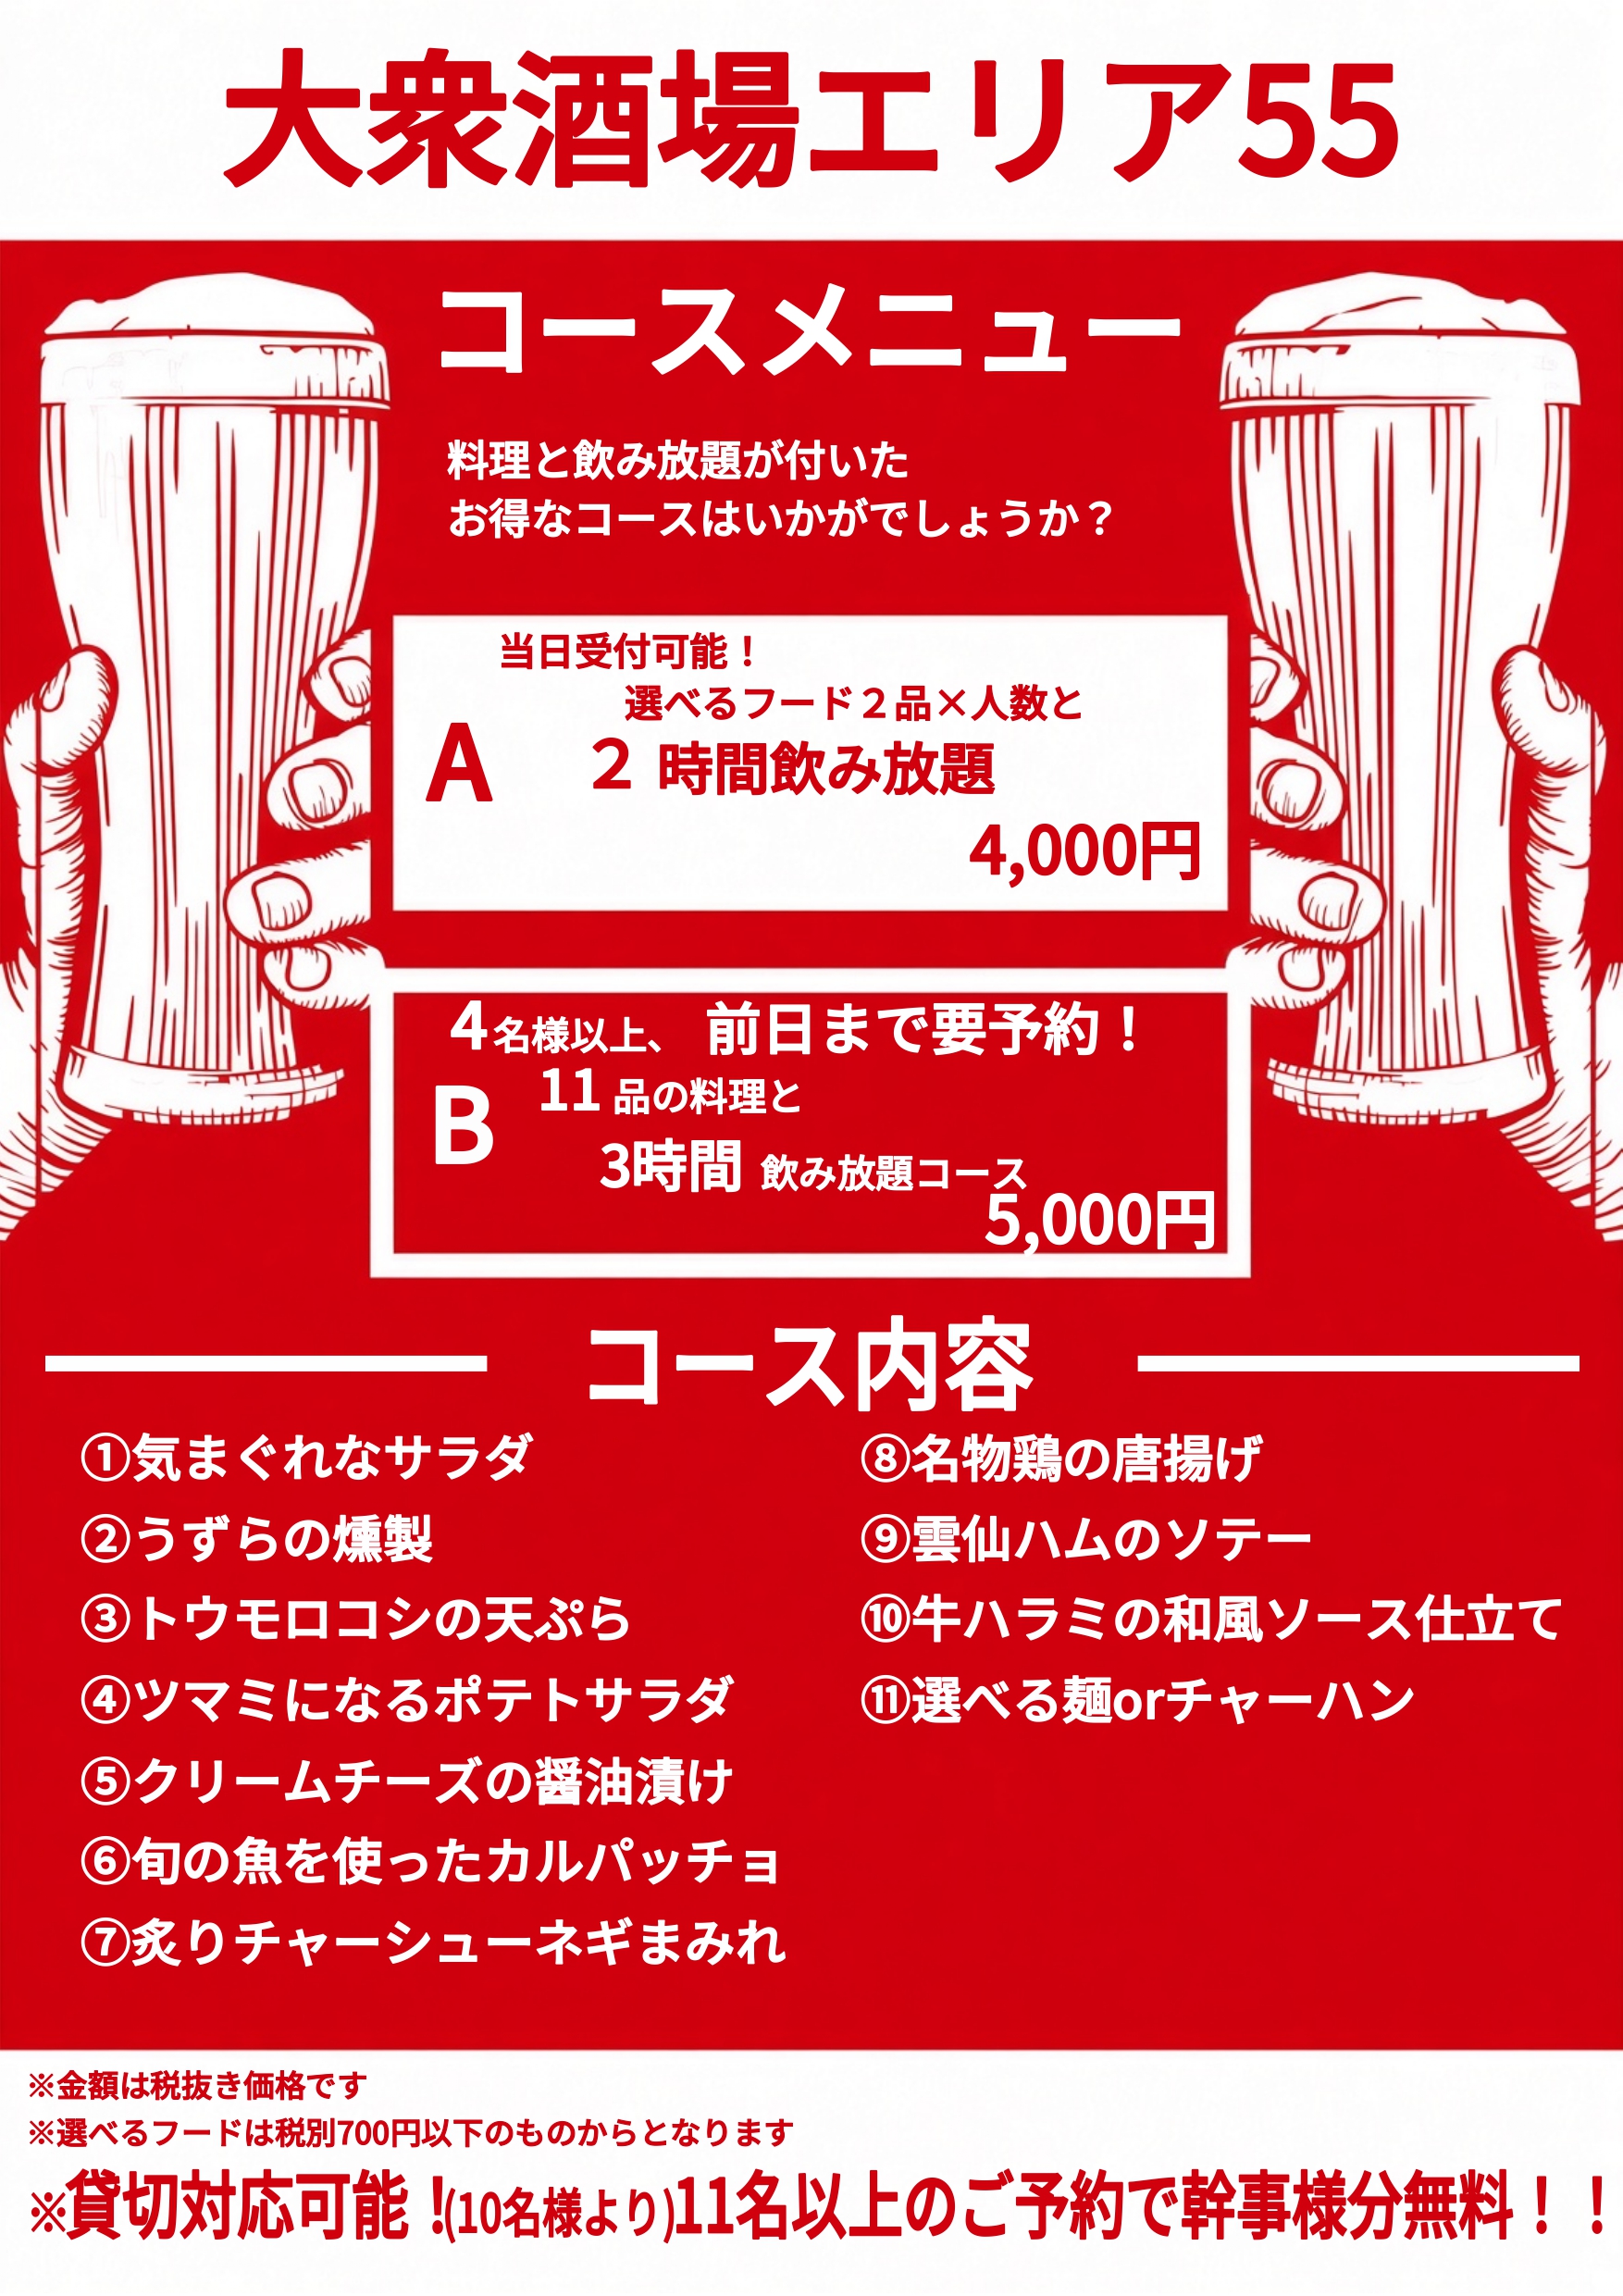 大衆酒場エリア55
コースメニュー
料理と飲み放題が付いた
お得なコースはいかがでしょうか？
当日受付可能！
選べるフード２品×人数と
A
２ 時間飲み放題
4,000円
4名様以上、 前日まで要予約！
11 品の料理と
B
3時間 飲み放題コース
5,000円
コース内容
①気まぐれなサラダ
②うずらの燻製
③トウモロコシの天ぷら
④ツマミになるポテトサラダ
⑤クリームチーズの醤油漬け
⑥旬の魚を使ったカルパッチョ
⑦炙りチャーシューネギまみれ
⑧名物鶏の唐揚げ
⑨雲仙ハムのソテー
⑩牛ハラミの和風ソース仕立て
⑪選べる麺orチャーハン
※金額は税抜き価格です
※選べるフードは税別700円以下のものからとなります
※貸切対応可能！(10名様より)11名以上のご予約で幹事様分無料！！